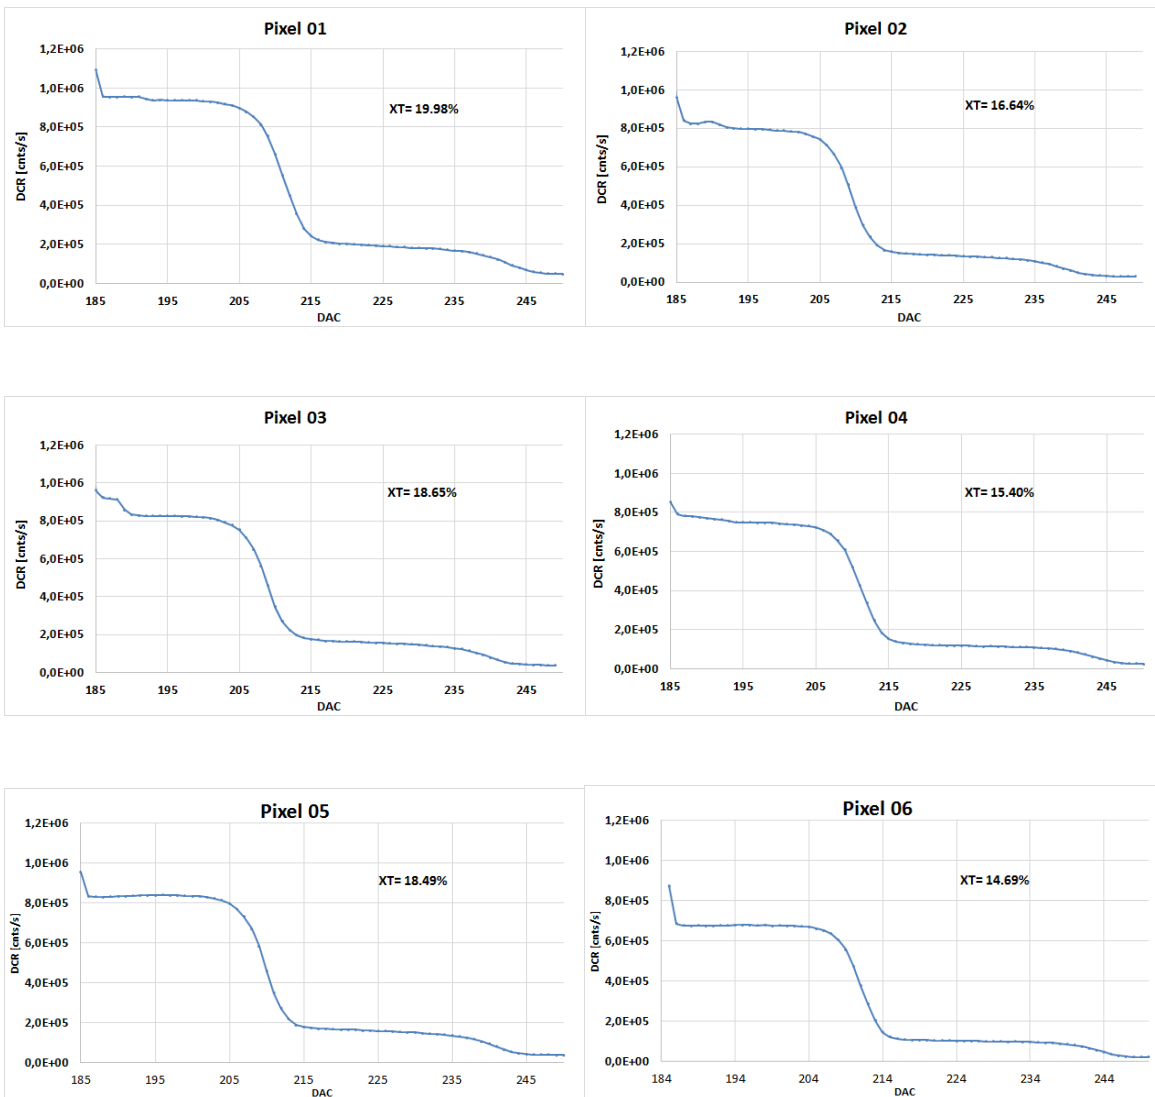 Pixel 01
1,2E+06
1,0E+06
8,0E+05
6,0E+05
4,0E+05
2,0E+05
0,0E+00
DCR [cnts/s]
XT= 19.98%
185 195 205 215 225 235 245
DAC
Pixel 02
1,2E+06
1,0E+06
8,0E+05
6,0E+05
4,0E+05
2,0E+05
0,0E+00
DCR [cnts/s]
XT= 16.64%
185 195 205 215 225 235 245
DAC
Pixel 03
1,2E+06
1,0E+06
8,0E+05
6,0E+05
4,0E+05
2,0E+05
0,0E+00
DCR [cnts/s]
XT= 18.65%
185 195 205 215 225 235 245
DAC
Pixel 04
1,2E+06
1,0E+06
8,0E+05
6,0E+05
4,0E+05
2,0E+05
0,0E+00
DCR [cnts/s]
XT= 15.40%
185 195 205 215 225 235 245
DAC
Pixel 05
1,2E+06
1,0E+06
8,0E+05
6,0E+05
4,0E+05
2,0E+05
0,0E+00
DCR [cnts/s]
XT= 18.49%
185 195 205 215 225 235 245
DAC
Pixel 06
1,2E+06
1,0E+06
8,0E+05
6,0E+05
4,0E+05
2,0E+05
0,0E+00
DCR [cnts/s]
XT= 14.69%
184 194 204 214 224 234 244
DAC